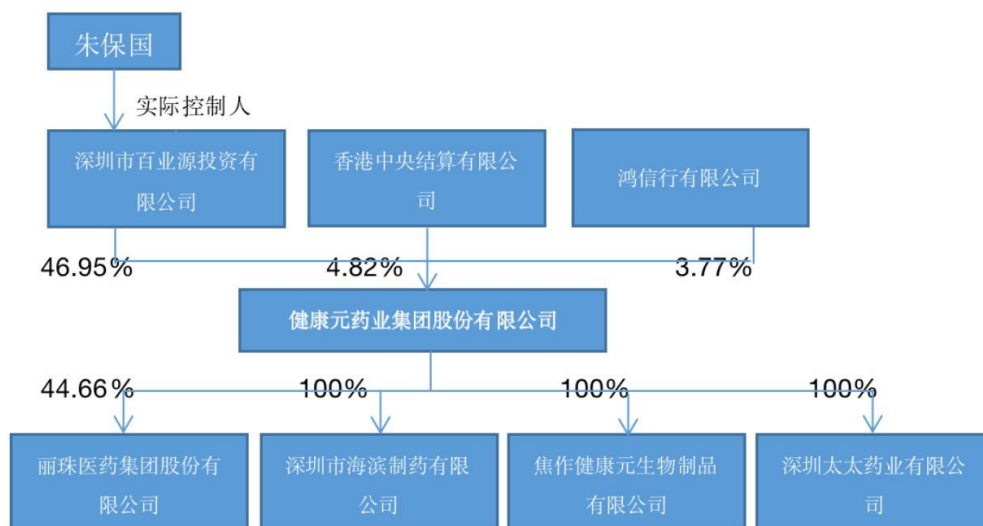 朱保国
实际控制人
深圳市百业源投资有
限公司
香港中央结算有限公
司
鸿信行有限公司
46.95%
4.82%
3.77%
健康元药业集团股份有限公司
44.66%
100%
100%
100%
丽珠医药集团股份有
限公司
深圳市海滨制药有限
公司
焦作健康元生物制品
有限公司
深圳太太药业有限公
司